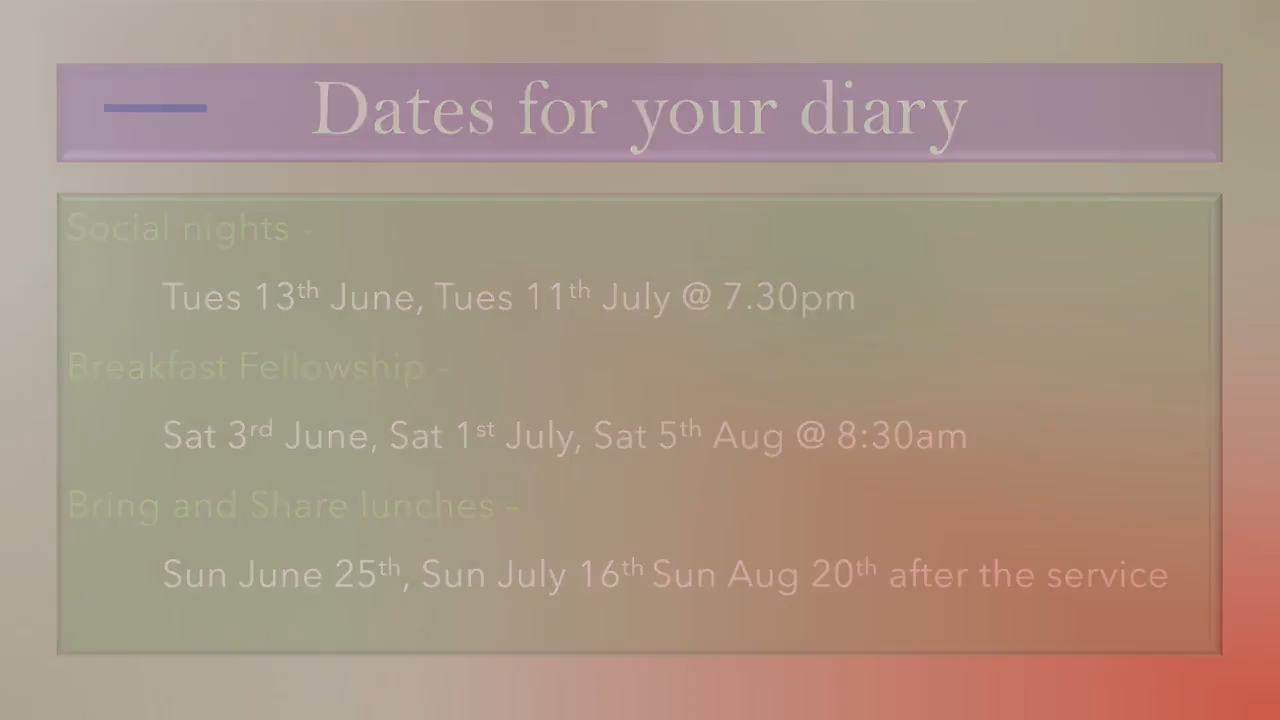 Dates for your diary
Social nights -
Tues 13th June, Tues 11th July @ 7.30pm
Breakfast Fellowship -
Sat 3rd June, Sat 1st July, Sat 5th Aug @ 8:30am
Bring and Share lunches –
Sun June 25th, Sun July 16th Sun Aug 20th after the service